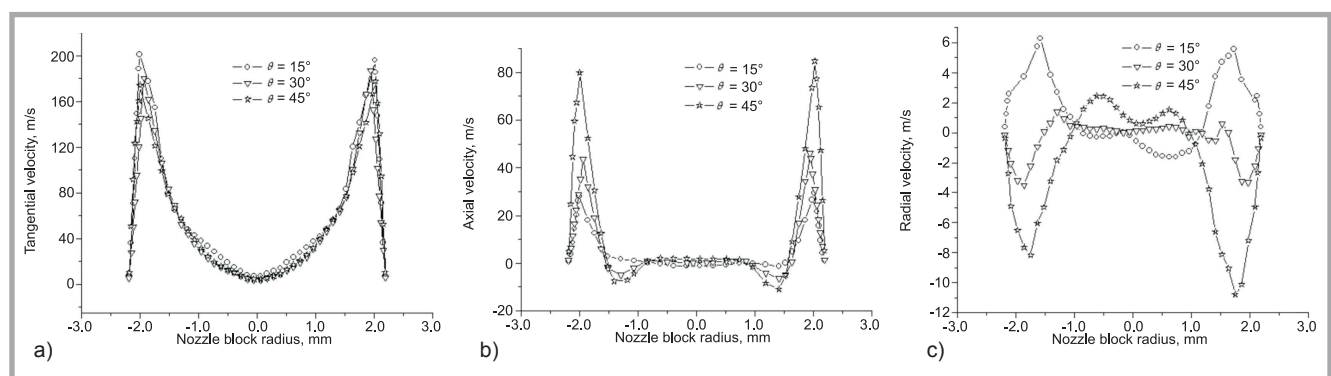 200
160
120
80
40
0
Tangential velocity, m/s
θ = 15°
θ = 30°
θ = 45°
-3.0 -2.0 -1.0 0.0 1.0 2.0 3.0
Nozzle block radius, mm
a)
80
60
40
20
0
-20
Axial velocity, m/s
θ = 15°
θ = 30°
θ = 45°
-3.0 -2.0 -1.0 0.0 1.0 2.0 3.0
Nozzle block radius, mm
b)
8
6
4
2
0
-2
-4
-6
-8
-10
-12
Radial velocity, m/s
θ = 15°
θ = 30°
θ = 45°
-3.0 -2.0 -1.0 0.0 1.0 2.0 3.0
Nozzle block radius, mm
c)